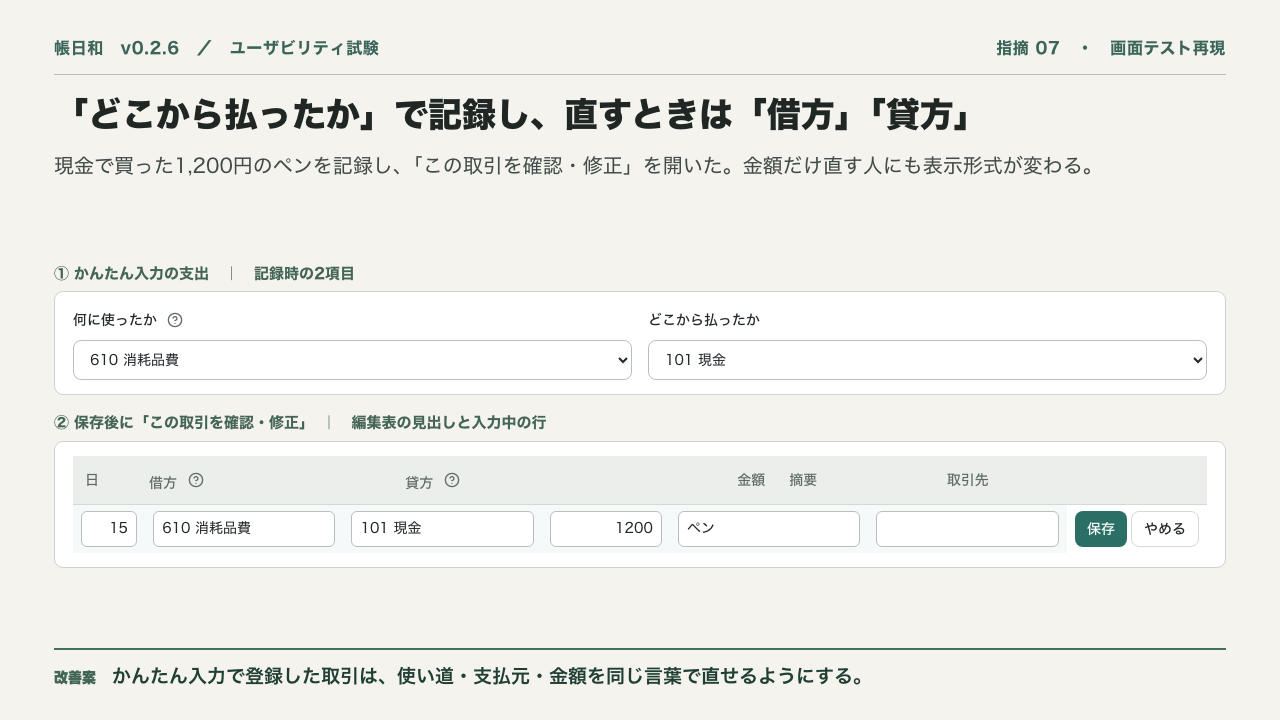 帳日和 v0.2.6 ／ ユーザビリティ試験
指摘 07 ・ 画面テスト再現
「どこから払ったか」で記録し、直すときは「借方」「貸方」
現金で買った1,200円のペンを記録し、「この取引を確認・修正」を開いた。金額だけ直す人にも表示形式が変わる。
① かんたん入力の支出 ｜ 記録時の2項目
何に使ったか ? どこから払ったか
610 消耗品費 101 現金
② 保存後に「この取引を確認・修正」 ｜ 編集表の見出しと入力中の行
日 借方 ? 貸方 ? 金額 摘要 取引先
15 610 消耗品費 101 現金 1200 ペン 保存 やめる
改善案 かんたん入力で登録した取引は、使い道・支払元・金額を同じ言葉で直せるようにする。